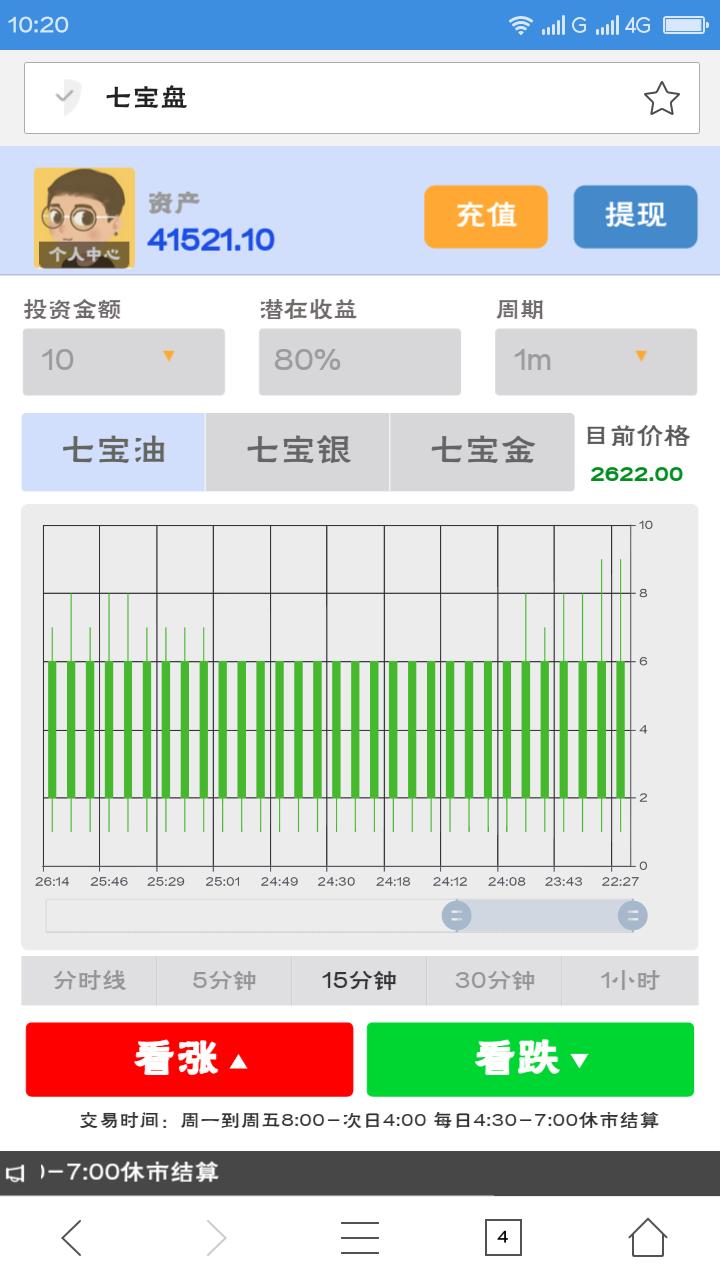 10:20 G 4G
七宝盘
资产
41521.10
个人中心
充值 提现
投资金额 潜在收益 周期
10 80% 1m
七宝油 七宝银 七宝金
目前价格
2622.00
10
8
6
4
2
0
26:14 25:46 25:29 25:01 24:49 24:30 24:18 24:12 24:08 23:43 22:27
分时线 5分钟 15分钟 30分钟 1小时
看涨 看跌
交易时间：周一到周五8:00-次日4:00 每日4:30-7:00休市结算
)-7:00休市结算
4